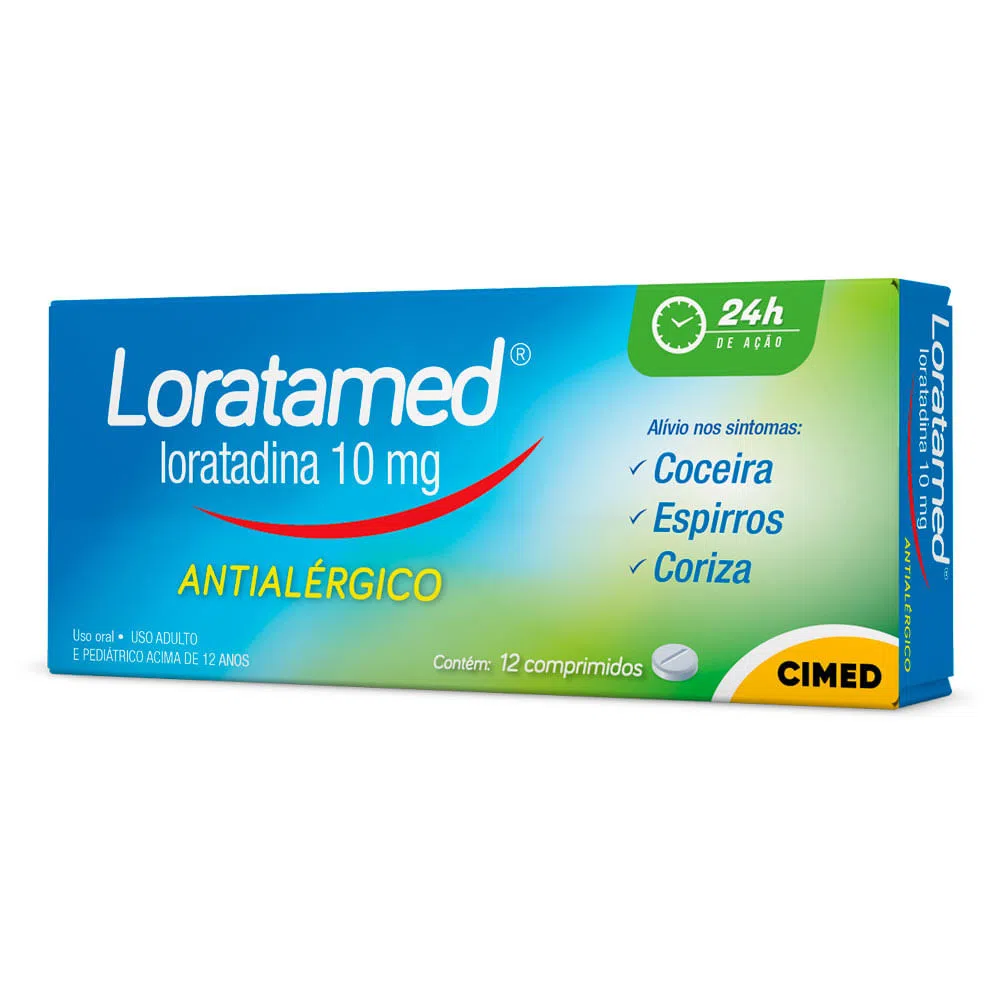 Loratamed®
loratadina 10 mg
ANTIALÉRGICO
Uso oral • USO ADULTO
E PEDIÁTRICO ACIMA DE 12 ANOS
24h
DE AÇÃO
Alívio nos sintomas:
Coceira
Espirros
Coriza
Contém: 12 comprimidos
CIMED
Loratamed®
loratadina 10 mg
ANTIALÉRGICO